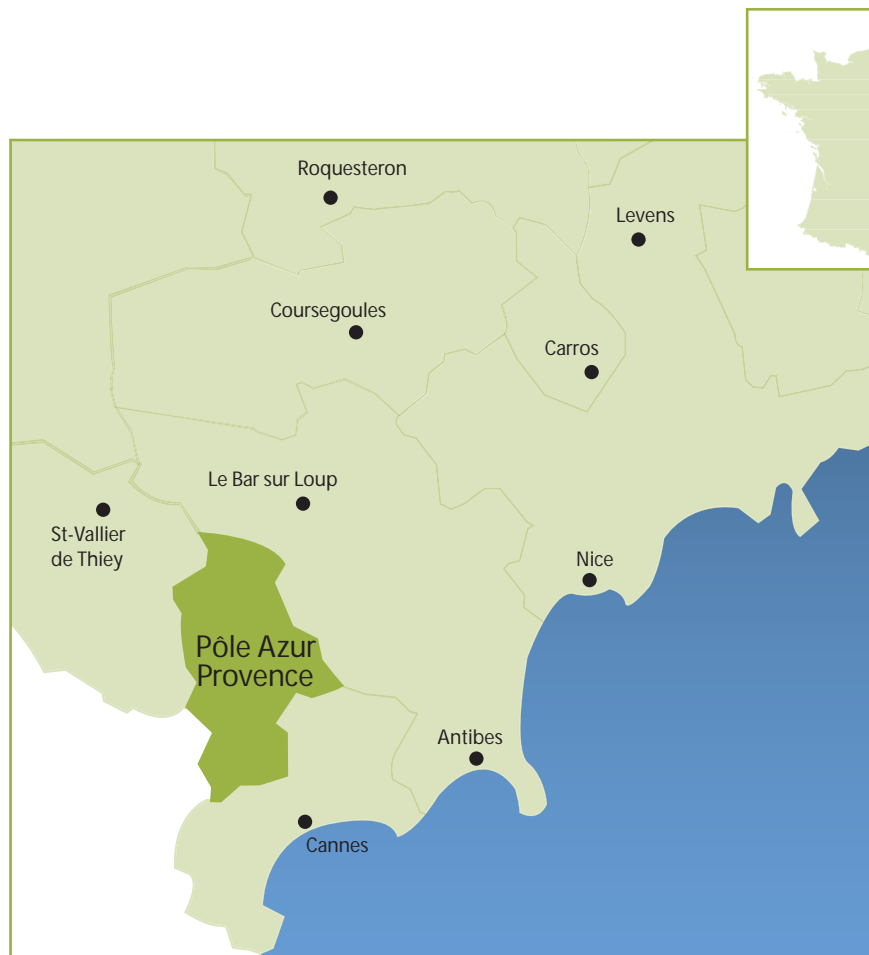 Roquesteron
Levens
Coursegoules
Carros
Le Bar sur Loup
St-Vallier
de Thiey
Nice
Pôle Azur
Provence
Antibes
Cannes